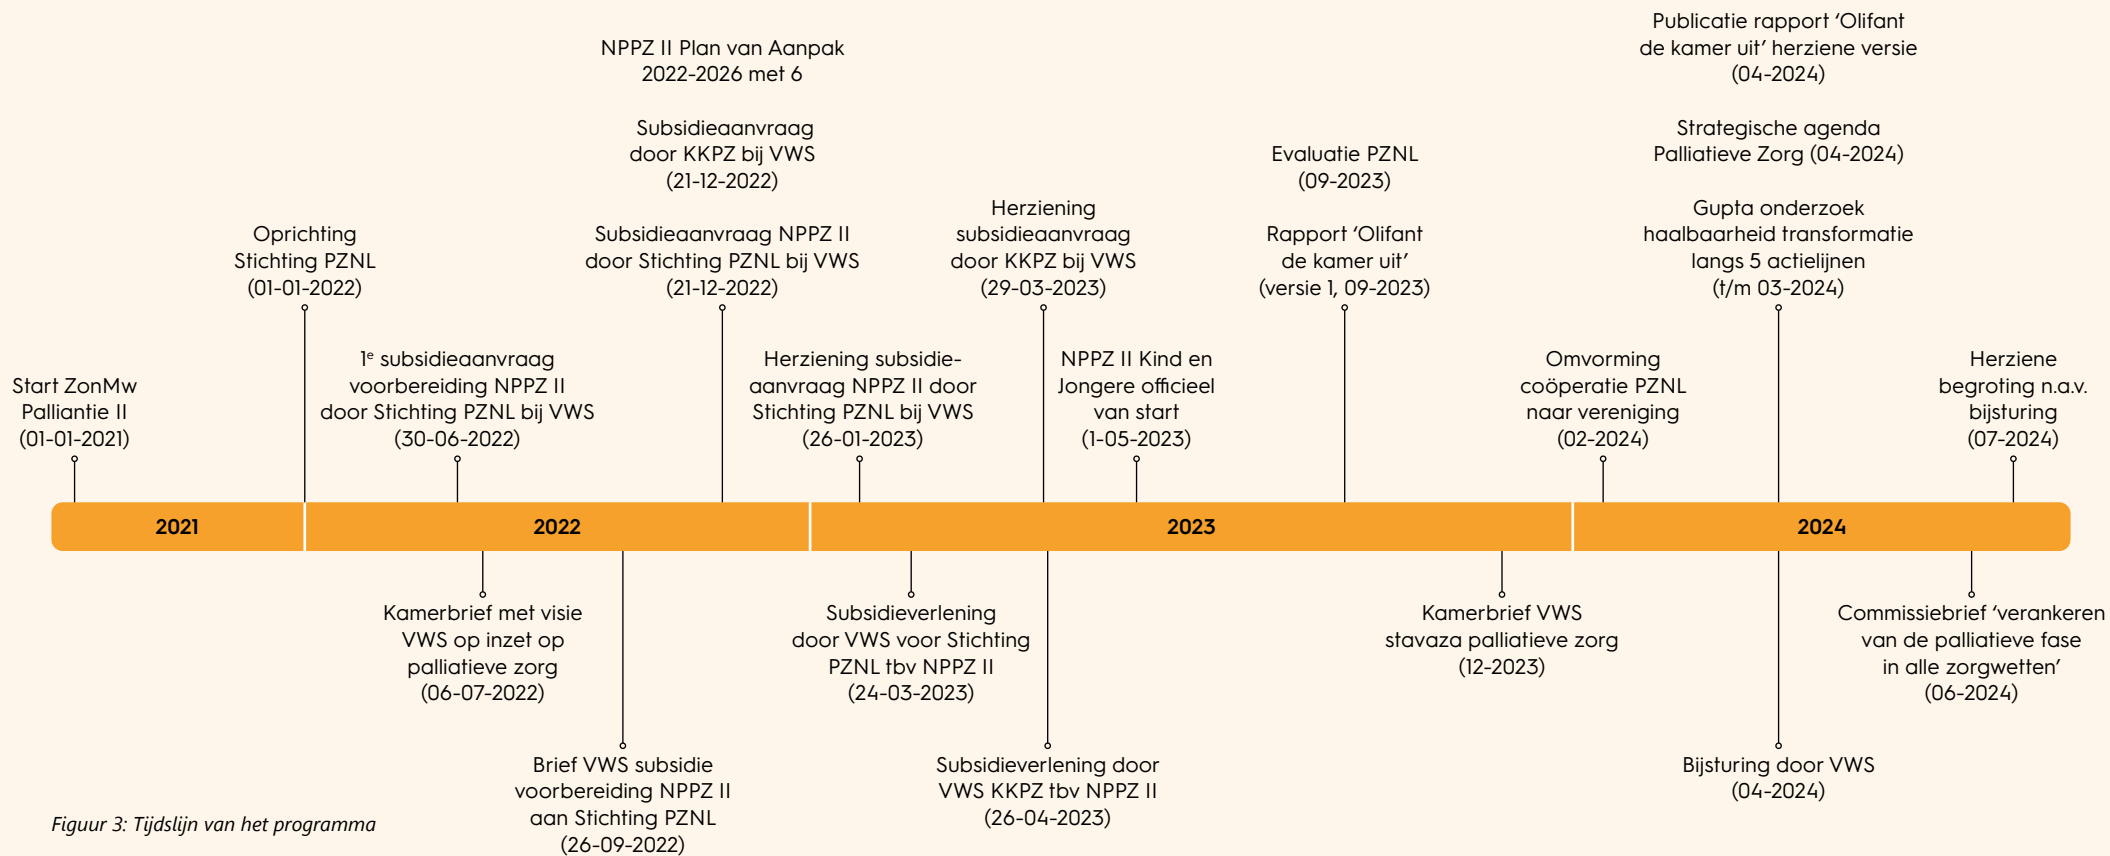 Start ZonMw
Palliantie II
(01-01-2021)
Oprichting
Stichting PZNL
(01-01-2022)
1e subsidieaanvraag
voorbereiding NPPZ II
door Stichting PZNL bij VWS
(30-06-2022)
NPPZ II Plan van Aanpak
2022-2026 met 6
Subsidieaanvraag
door KKPZ bij VWS
(21-12-2022)
Subsidieaanvraag NPPZ II
door Stichting PZNL bij VWS
(21-12-2022)
Herziening subsidie-
aanvraag NPPZ II door
Stichting PZNL bij VWS
(26-01-2023)
Herziening
subsidieaanvraag
door KKPZ bij VWS
(29-03-2023)
NPPZ II Kind en
Jongere officieel
van start
(1-05-2023)
Evaluatie PZNL
(09-2023)
Rapport ‘Olifant
de kamer uit’
(versie 1, 09-2023)
Omvorming
coöperatie PZNL
naar vereniging
(02-2024)
Publicatie rapport ‘Olifant
de kamer uit’ herziene versie
(04-2024)
Strategische agenda
Palliatieve Zorg (04-2024)
Gupta onderzoek
haalbaarheid transformatie
langs 5 actielijnen
(t/m 03-2024)
Herziene
begroting n.a.v.
bijsturing
(07-2024)
2021
2022
2023
2024
Kamerbrief met visie
VWS op inzet op
palliatieve zorg
(06-07-2022)
Brief VWS subsidie
voorbereiding NPPZ II
aan Stichting PZNL
(26-09-2022)
Subsidieverlening
door VWS voor Stichting
PZNL tbv NPPZ II
(24-03-2023)
Subsidieverlening door
VWS KKPZ tbv NPPZ II
(26-04-2023)
Kamerbrief VWS
stavaza palliatieve zorg
(12-2023)
Bijsturing door VWS
(04-2024)
Commissiebrief ‘verankeren
van de palliatieve fase
in alle zorgwetten’
(06-2024)
Figuur 3: Tijdslijn van het programma